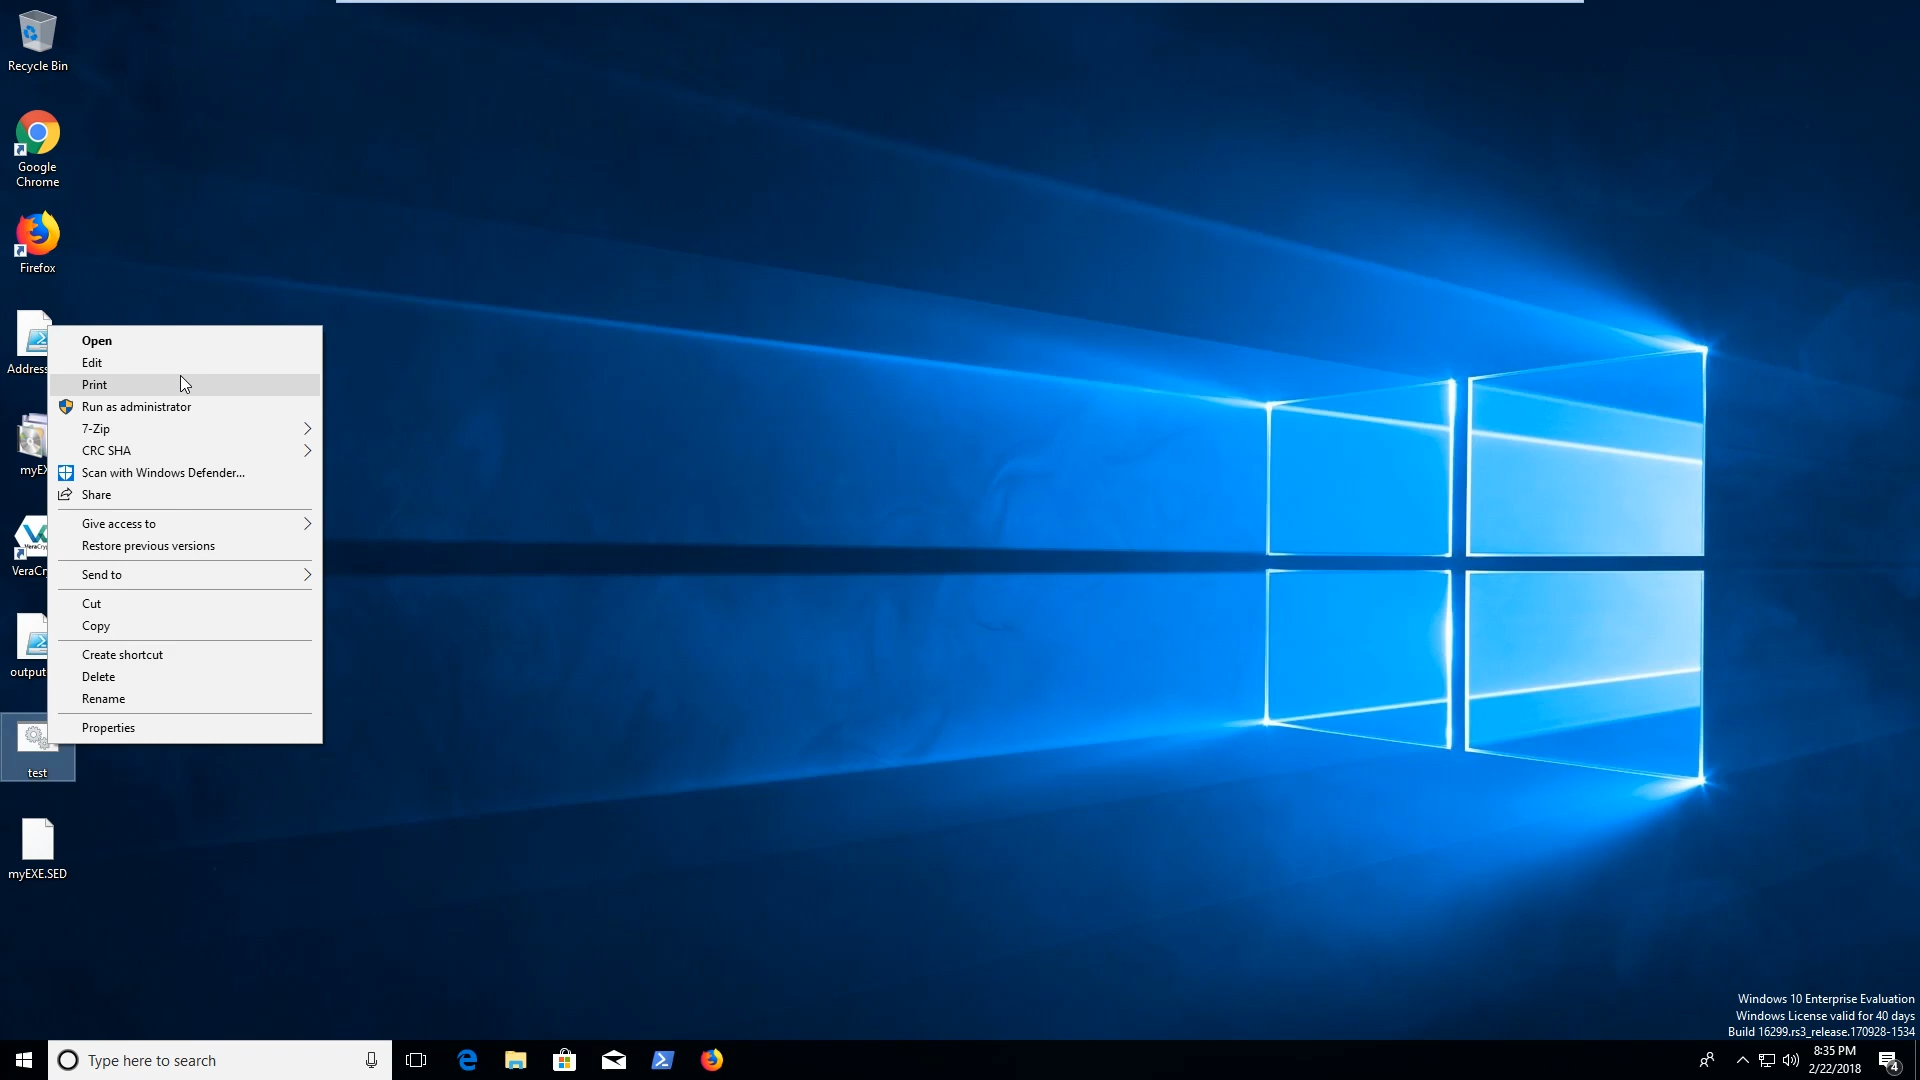 Recycle Bin
Google
Chrome
Firefox
Address
myEX
VeraCr
output
test
myEXE.SED
Open
Edit
Print
Run as administrator
7-Zip
CRC SHA
Scan with Windows Defender...
Share
Give access to
Restore previous versions
Send to
Cut
Copy
Create shortcut
Delete
Rename
Properties
Windows 10 Enterprise Evaluation
Windows License valid for 40 days
Build 16299.rs3_release.170928-1534
Type here to search
8:35 PM
2/22/2018
4